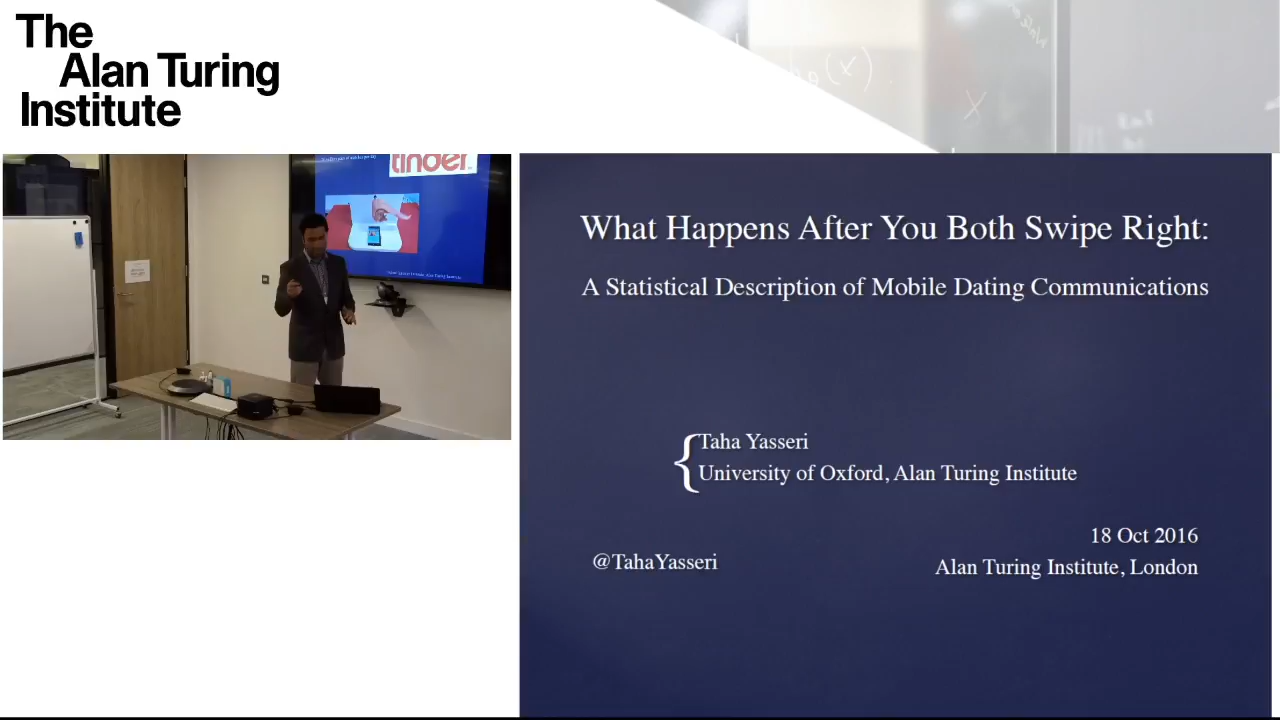 The
Alan Turing
Institute
tinder
What Happens After You Both Swipe Right:
A Statistical Description of Mobile Dating Communications
Taha Yasseri
University of Oxford, Alan Turing Institute
18 Oct 2016
@TahaYasseri
Alan Turing Institute, London